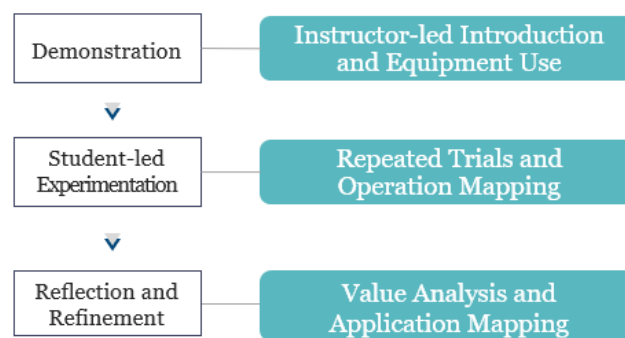 Demonstration
Instructor-led Introduction
and Equipment Use
Student-led
Experimentation
Repeated Trials and
Operation Mapping
Reflection and
Refinement
Value Analysis and
Application Mapping